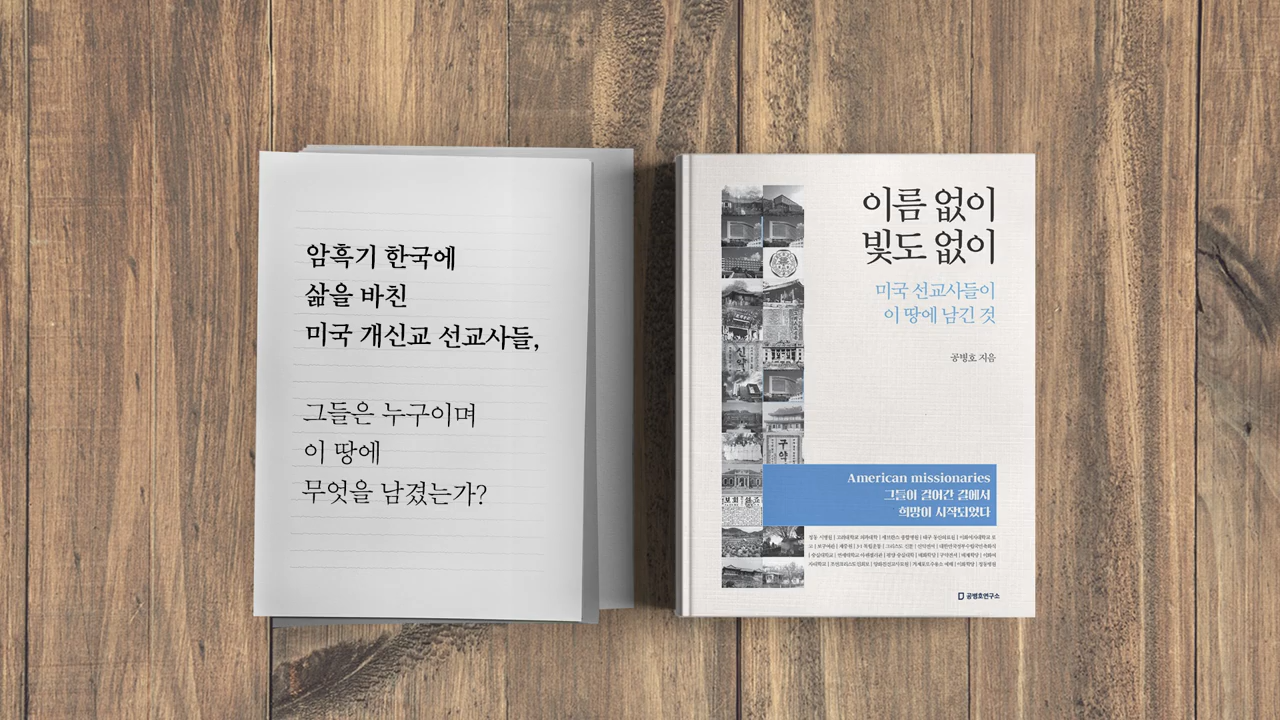 암흑기 한국에
삶을 바친
미국 개신교 선교사들,
그들은 누구이며
이 땅에
무엇을 남겼는가?
이름 없이
빛도 없이
미국 선교사들이
이 땅에 남긴 것
공병호 지음
신약
구약
American missionaries
그들이 걸어간 길에서
희망이 시작되었다
공병호연구소